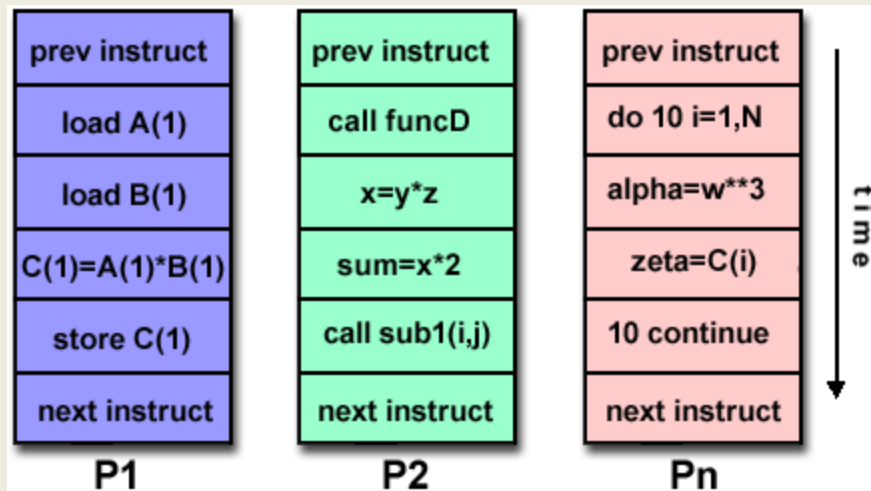 prev instruct
load A(1)
load B(1)
C(1)=A(1)*B(1)
store C(1)
next instruct
P1
prev instruct
call funcD
x=y*z
sum=x*2
call sub1(i,j)
next instruct
P2
prev instruct
do 10 i=1,N
alpha=w**3
zeta=C(i)
10 continue
next instruct
Pn
time